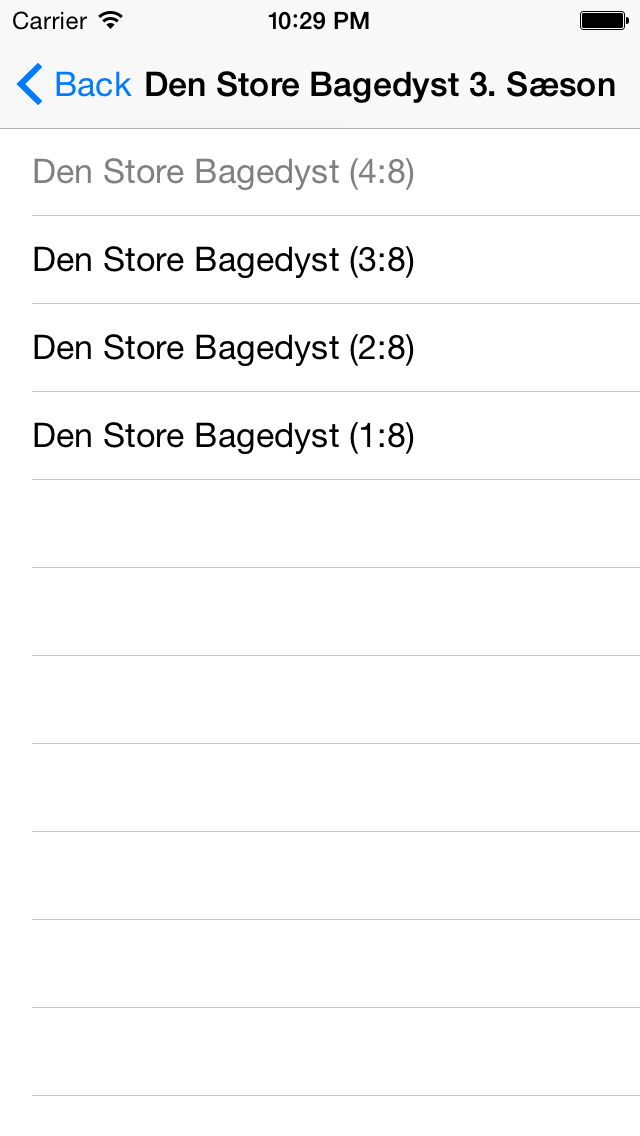 Carrier 10:29 PM
Back Den Store Bagedyst 3. Sæson
Den Store Bagedyst (4:8)
Den Store Bagedyst (3:8)
Den Store Bagedyst (2:8)
Den Store Bagedyst (1:8)